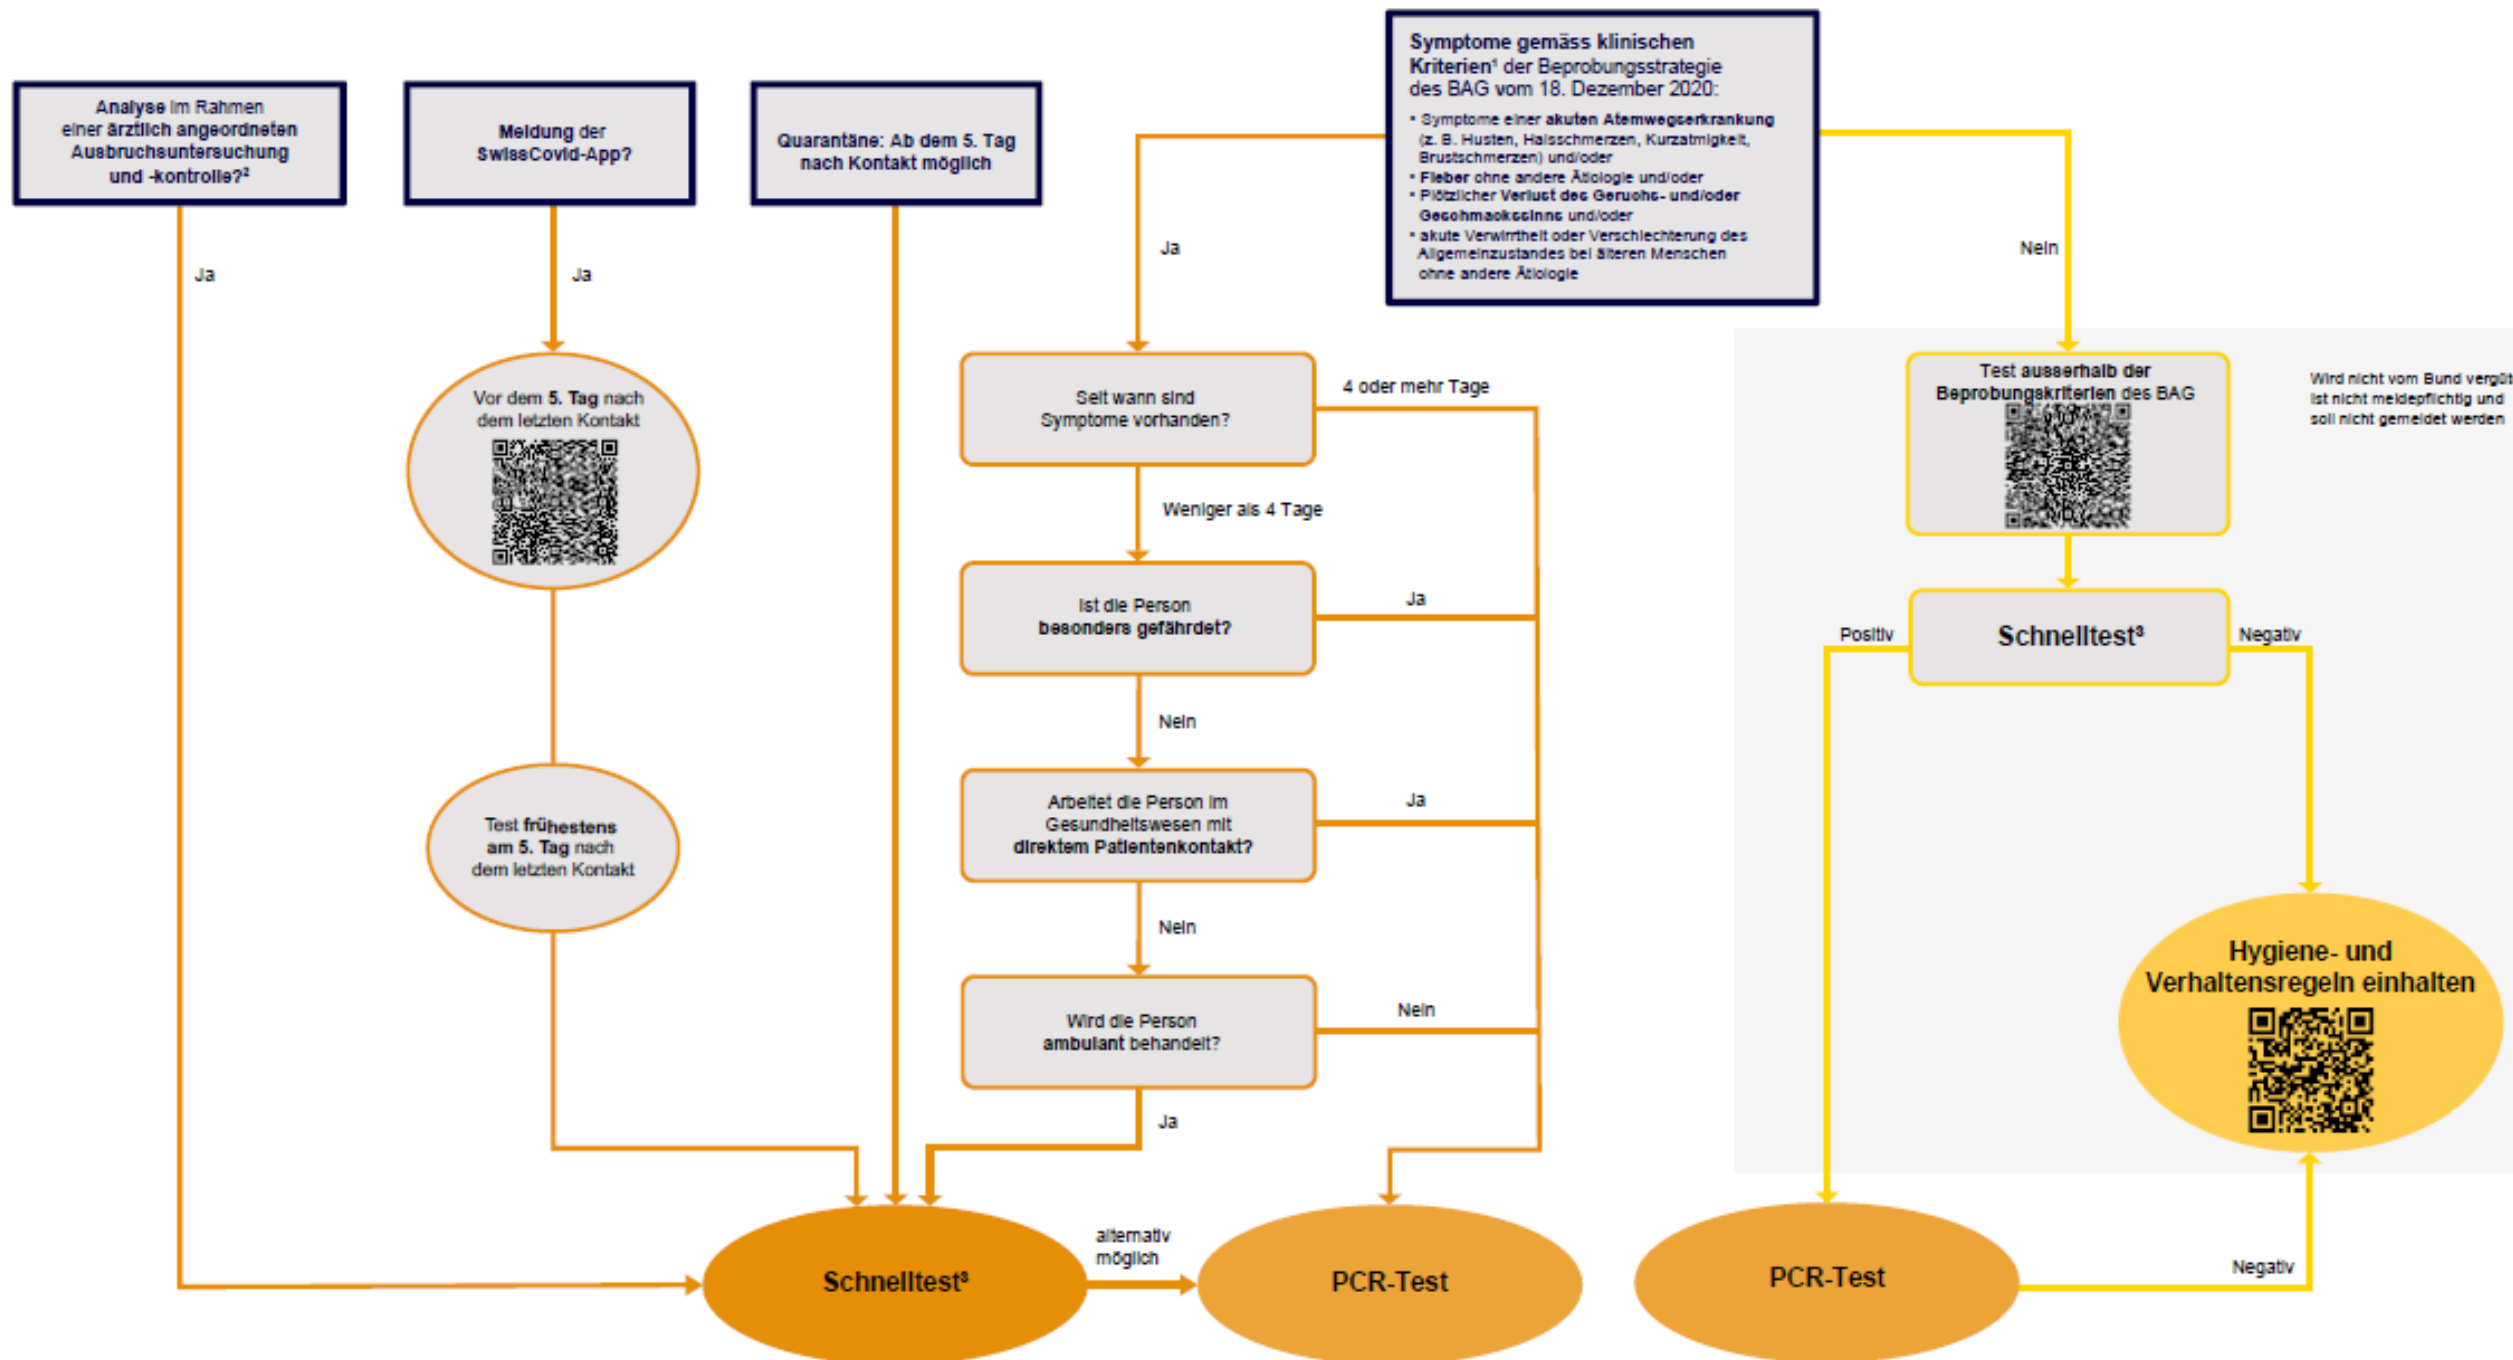 Analyse im Rahmen
einer ärztlich angeordneten
Ausbruchsuntersuchung
und -kontrolle?²
Meldung der
SwissCovid-App?
Quarantäne: Ab dem 5. Tag
nach Kontakt möglich
Symptome gemäss klinischen
Kriterien¹ der Beprobungsstrategie
des BAG vom 18. Dezember 2020:
▪ Symptome einer akuten Atemwegserkrankung
(z. B. Husten, Halsschmerzen, Kurzatmigkeit,
Brustschmerzen) und/oder
▪ Fieber ohne andere Ätiologie und/oder
▪ Plötzlicher Verlust des Geruchs- und/oder
Geschmackssinns und/oder
▪ akute Verwirrtheit oder Verschlechterung des
Allgemeinzustandes bei älteren Menschen
ohne andere Ätiologie
Ja
Ja
Ja
Nein
Vor dem 5. Tag nach
dem letzten Kontakt
Test frühestens
am 5. Tag nach
dem letzten Kontakt
Seit wann sind
Symptome vorhanden?
4 oder mehr Tage
Weniger als 4 Tage
Ist die Person
besonders gefährdet?
Ja
Nein
Arbeitet die Person im
Gesundheitswesen mit
direktem Patientenkontakt?
Ja
Nein
Wird die Person
ambulant behandelt?
Nein
Ja
Test ausserhalb der
Beprobungskriterien des BAG
Wird nicht vom Bund vergüt
ist nicht meldepflichtig und
soll nicht gemeldet werden
Schnelltest³
Positiv
Negativ
Hygiene- und
Verhaltensregeln einhalten
Schnelltest³
alternativ
möglich
PCR-Test
PCR-Test
Negativ